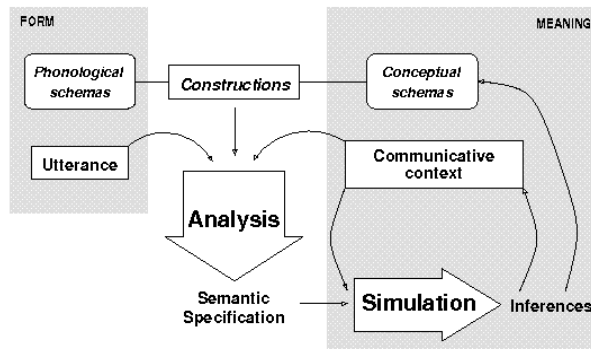 FORM
MEANING
Phonological
schemas
Constructions
Conceptual
schemas
Utterance
Communicative
context
Analysis
Semantic
Specification
Simulation
Inferences